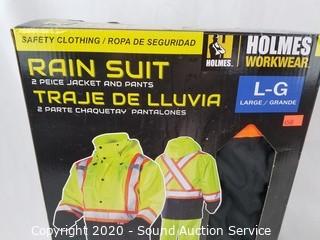 SAFETY CLOTHING / ROPA DE SEGURIDAD
HOLMES
HOLMES
WORKWEAR
RAIN SUIT
2 PEICE JACKET AND PANTS
TRAJE DE LLUVIA
2 PARTE CHAQUETAY PANTALONES
L-G
LARGE / GRANDE
Copyright 2020 - Sound Auction Service